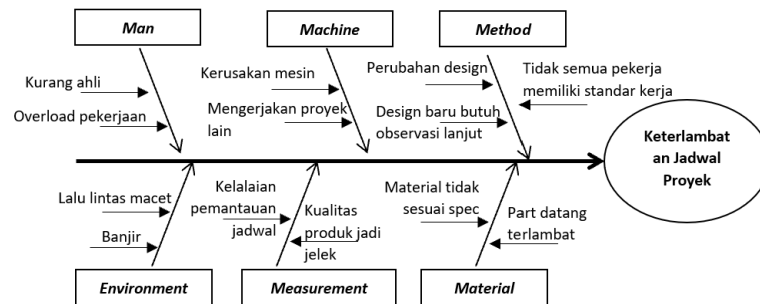 Man
Machine
Method
Kurang ahli
Overload pekerjaan
Kerusakan mesin
Mengerjakan proyek
lain
Perubahan design
Design baru butuh
observasi lanjut
Tidak semua pekerja
memiliki standar kerja
Keterlambat
an Jadwal
Proyek
Lalu lintas macet
Banjir
Kelalaian
pemantauan
jadwal
Kualitas
produk jadi
jelek
Material tidak
sesuai spec
Part datang
terlambat
Environment
Measurement
Material